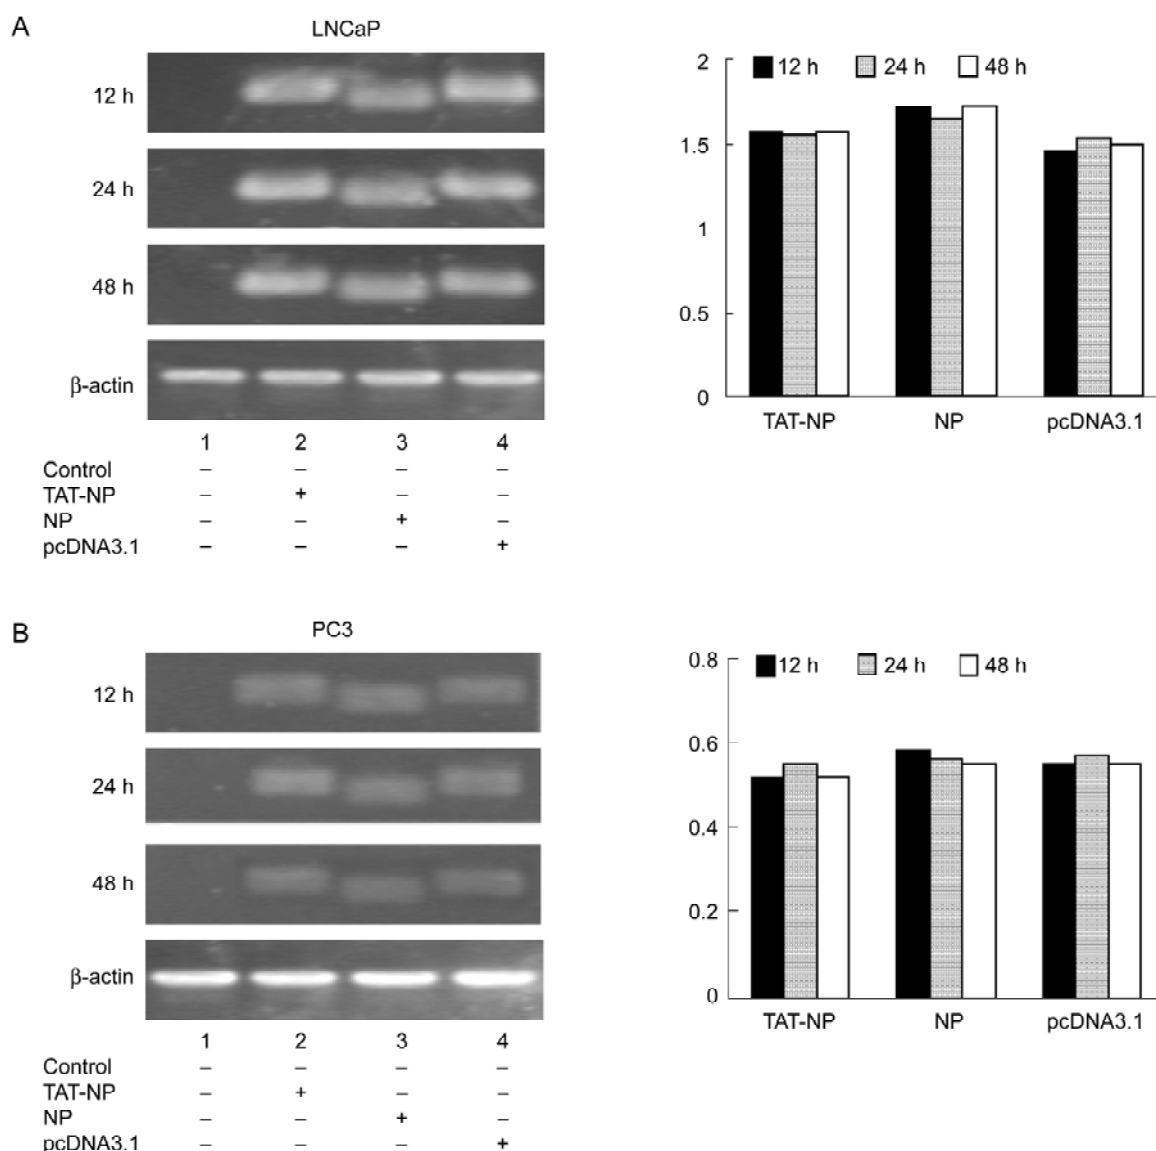 A
LNCaP
12 h
24 h
48 h
β-actin
1 2 3 4
Control – – – –
TAT-NP – + – –
NP – – + –
pcDNA3.1 – – – +
2
1.5
1
0.5
0
12 h 24 h 48 h
TAT-NP NP pcDNA3.1
B
PC3
12 h
24 h
48 h
β-actin
1 2 3 4
Control – – – –
TAT-NP – + – –
NP – – + –
pcDNA3.1 – – – +
0.8
0.6
0.4
0.2
0
12 h 24 h 48 h
TAT-NP NP pcDNA3.1